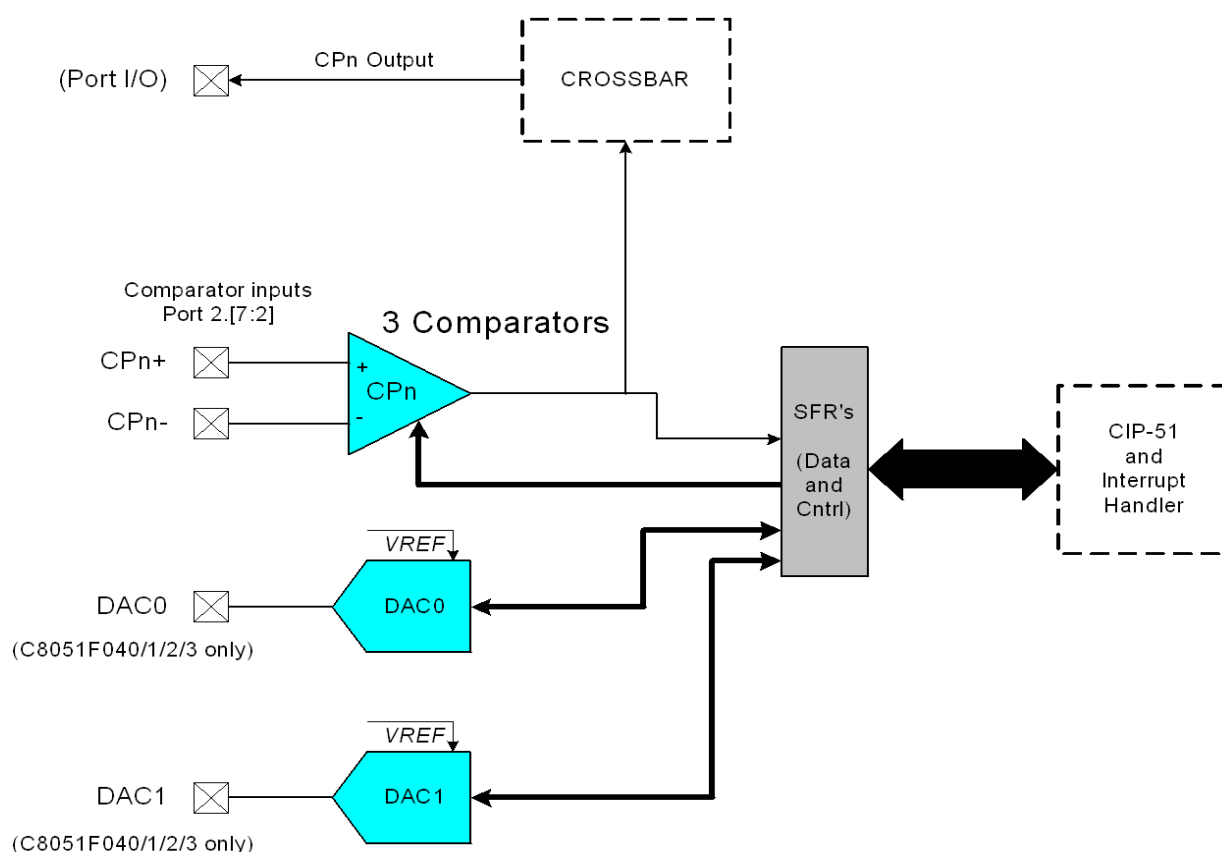 (Port I/O)
CPn Output
CROSSBAR
Comparator inputs
Port 2.[7:2]
3 Comparators
CPn+
+
CPn
CPn-
-
SFR's
(Data
and
Cntrl)
CIP-51
and
Interrupt
Handler
VREF
DAC0
DAC0
(C8051F040/1/2/3 only)
VREF
DAC1
DAC1
(C8051F040/1/2/3 only)